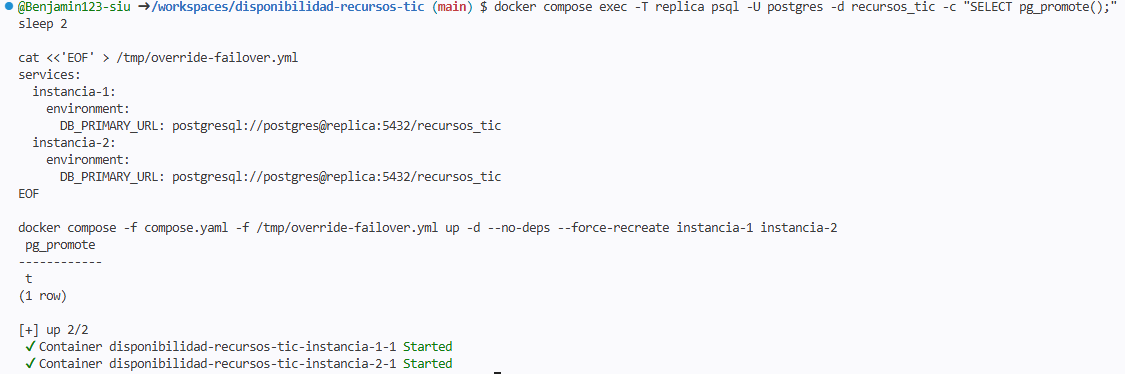 @Benjamin123-siu ➜/workspaces/disponibilidad-recursos-tic (main) $ docker compose exec -T replica psql -U postgres -d recursos_tic -c "SELECT pg_promote();"
sleep 2

cat <<'EOF' > /tmp/override-failover.yml
services:
  instancia-1:
    environment:
      DB_PRIMARY_URL: postgresql://postgres@replica:5432/recursos_tic
  instancia-2:
    environment:
      DB_PRIMARY_URL: postgresql://postgres@replica:5432/recursos_tic
EOF

docker compose -f compose.yaml -f /tmp/override-failover.yml up -d --no-deps --force-recreate instancia-1 instancia-2
 pg_promote
------------
 t
(1 row)

[+] up 2/2
 ✔ Container disponibilidad-recursos-tic-instancia-1-1 Started
 ✔ Container disponibilidad-recursos-tic-instancia-2-1 Started